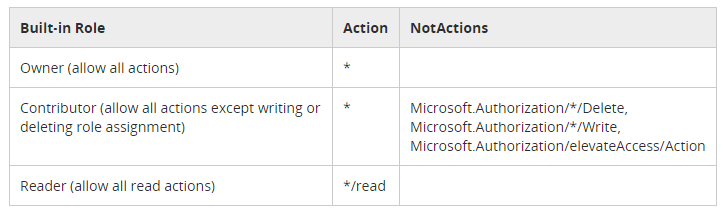 Built-in Role Action NotActions
Owner (allow all actions) *
Contributor (allow all actions except writing or * Microsoft.Authorization/*/Delete,
deleting role assignment) Microsoft.Authorization/*/Write,
Microsoft.Authorization/elevateAccess/Action
Reader (allow all read actions) */read